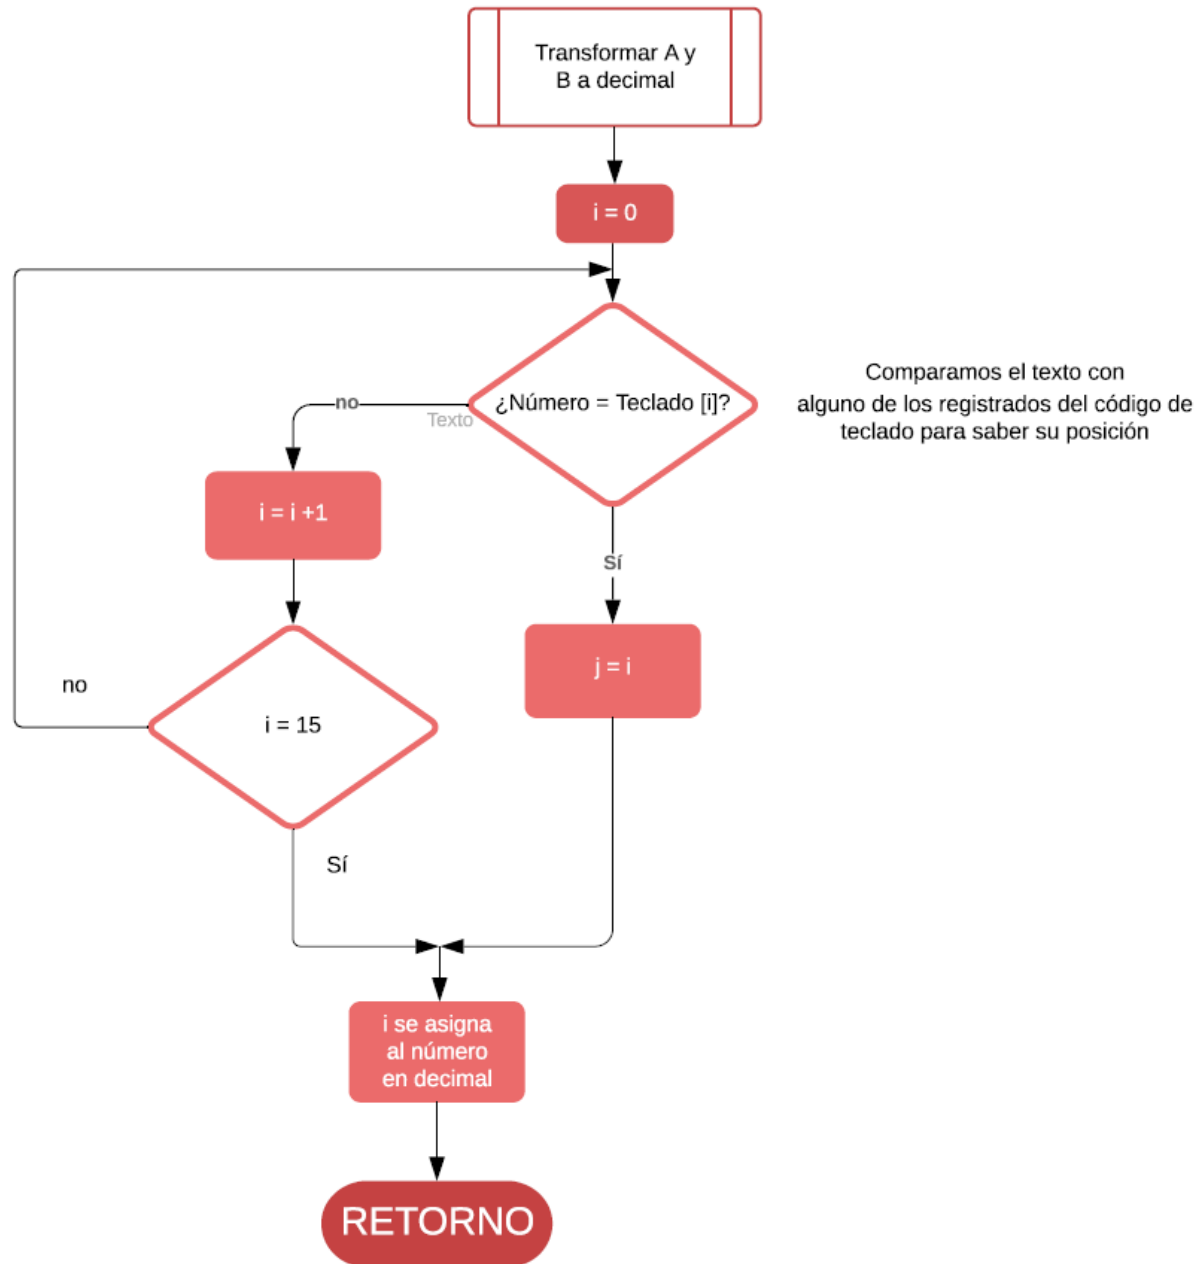 Transformar A y
B a decimal
i = 0
¿Número = Teclado [i]?
Comparamos el texto con
alguno de los registrados del código de
teclado para saber su posición
no
Texto
i = i +1
Sí
j = i
no
i = 15
Sí
i se asigna
al número
en decimal
RETORNO